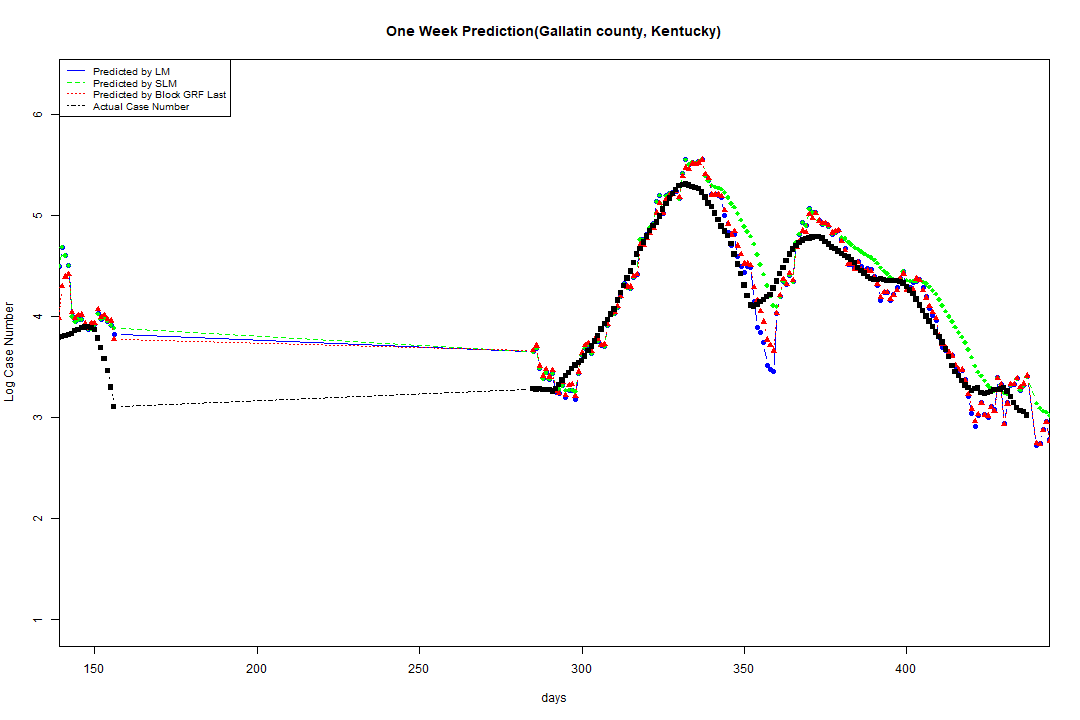 One Week Prediction(Gallatin county, Kentucky)
Predicted by LM
Predicted by SLM
Predicted by Block GRF Last
Actual Case Number
Log Case Number
6
5
4
3
2
1
150 200 250 300 350 400
days